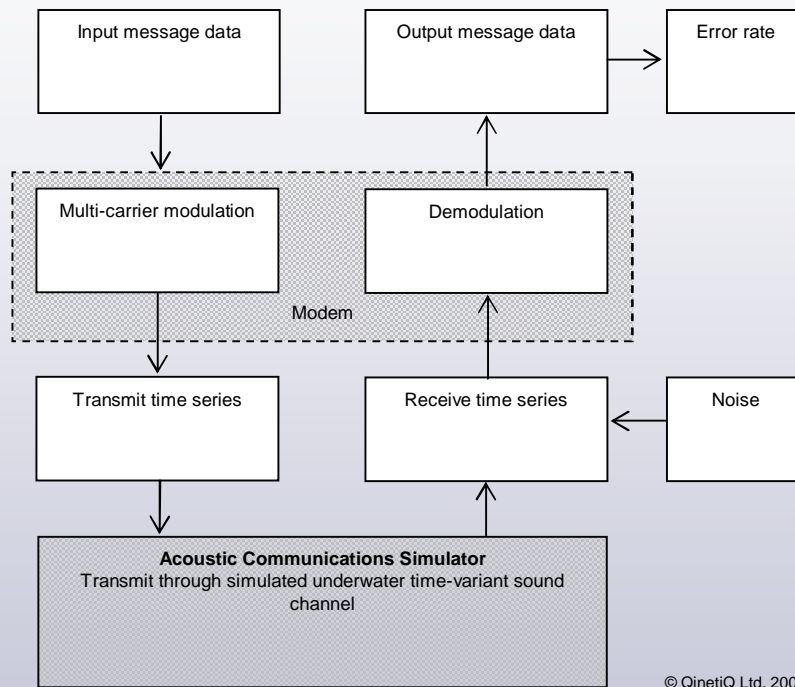 Input message data
Output message data
Error rate
Multi-carrier modulation
Demodulation
Modem
Transmit time series
Receive time series
Noise
Acoustic Communications Simulator
Transmit through simulated underwater time-variant sound
channel
© QinetiQ Ltd. 200